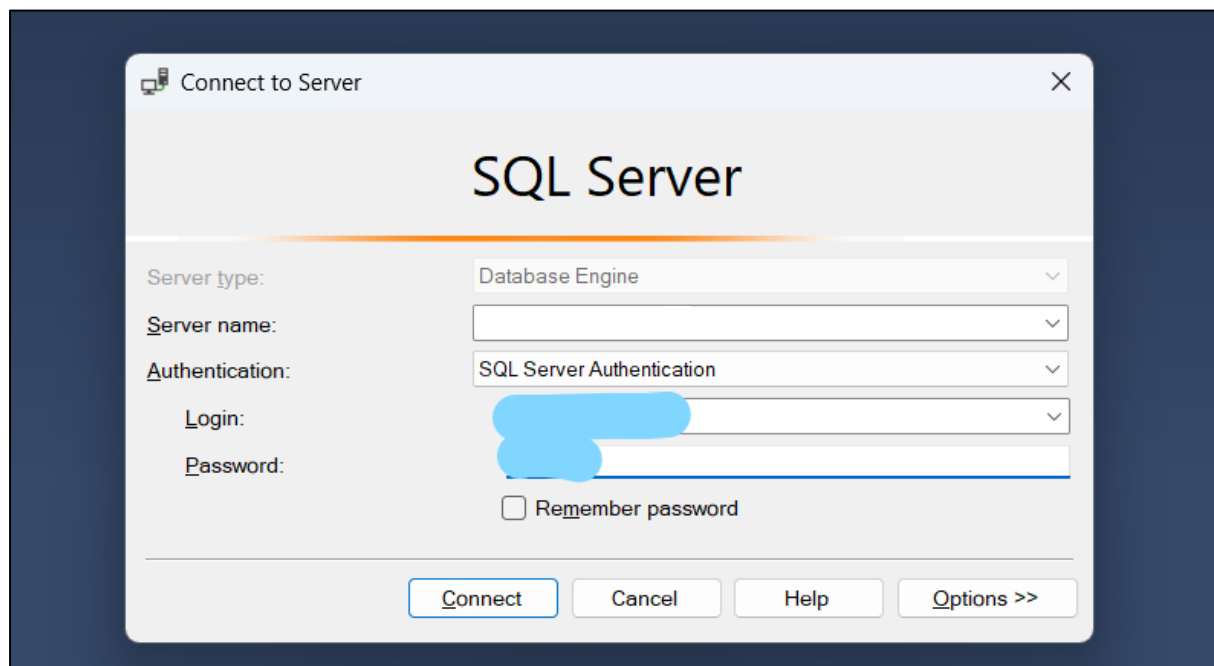 Connect to Server
SQL Server
Server type: Database Engine
Server name:
Authentication: SQL Server Authentication
Login:
Password:
Remember password
Connect Cancel Help Options >>